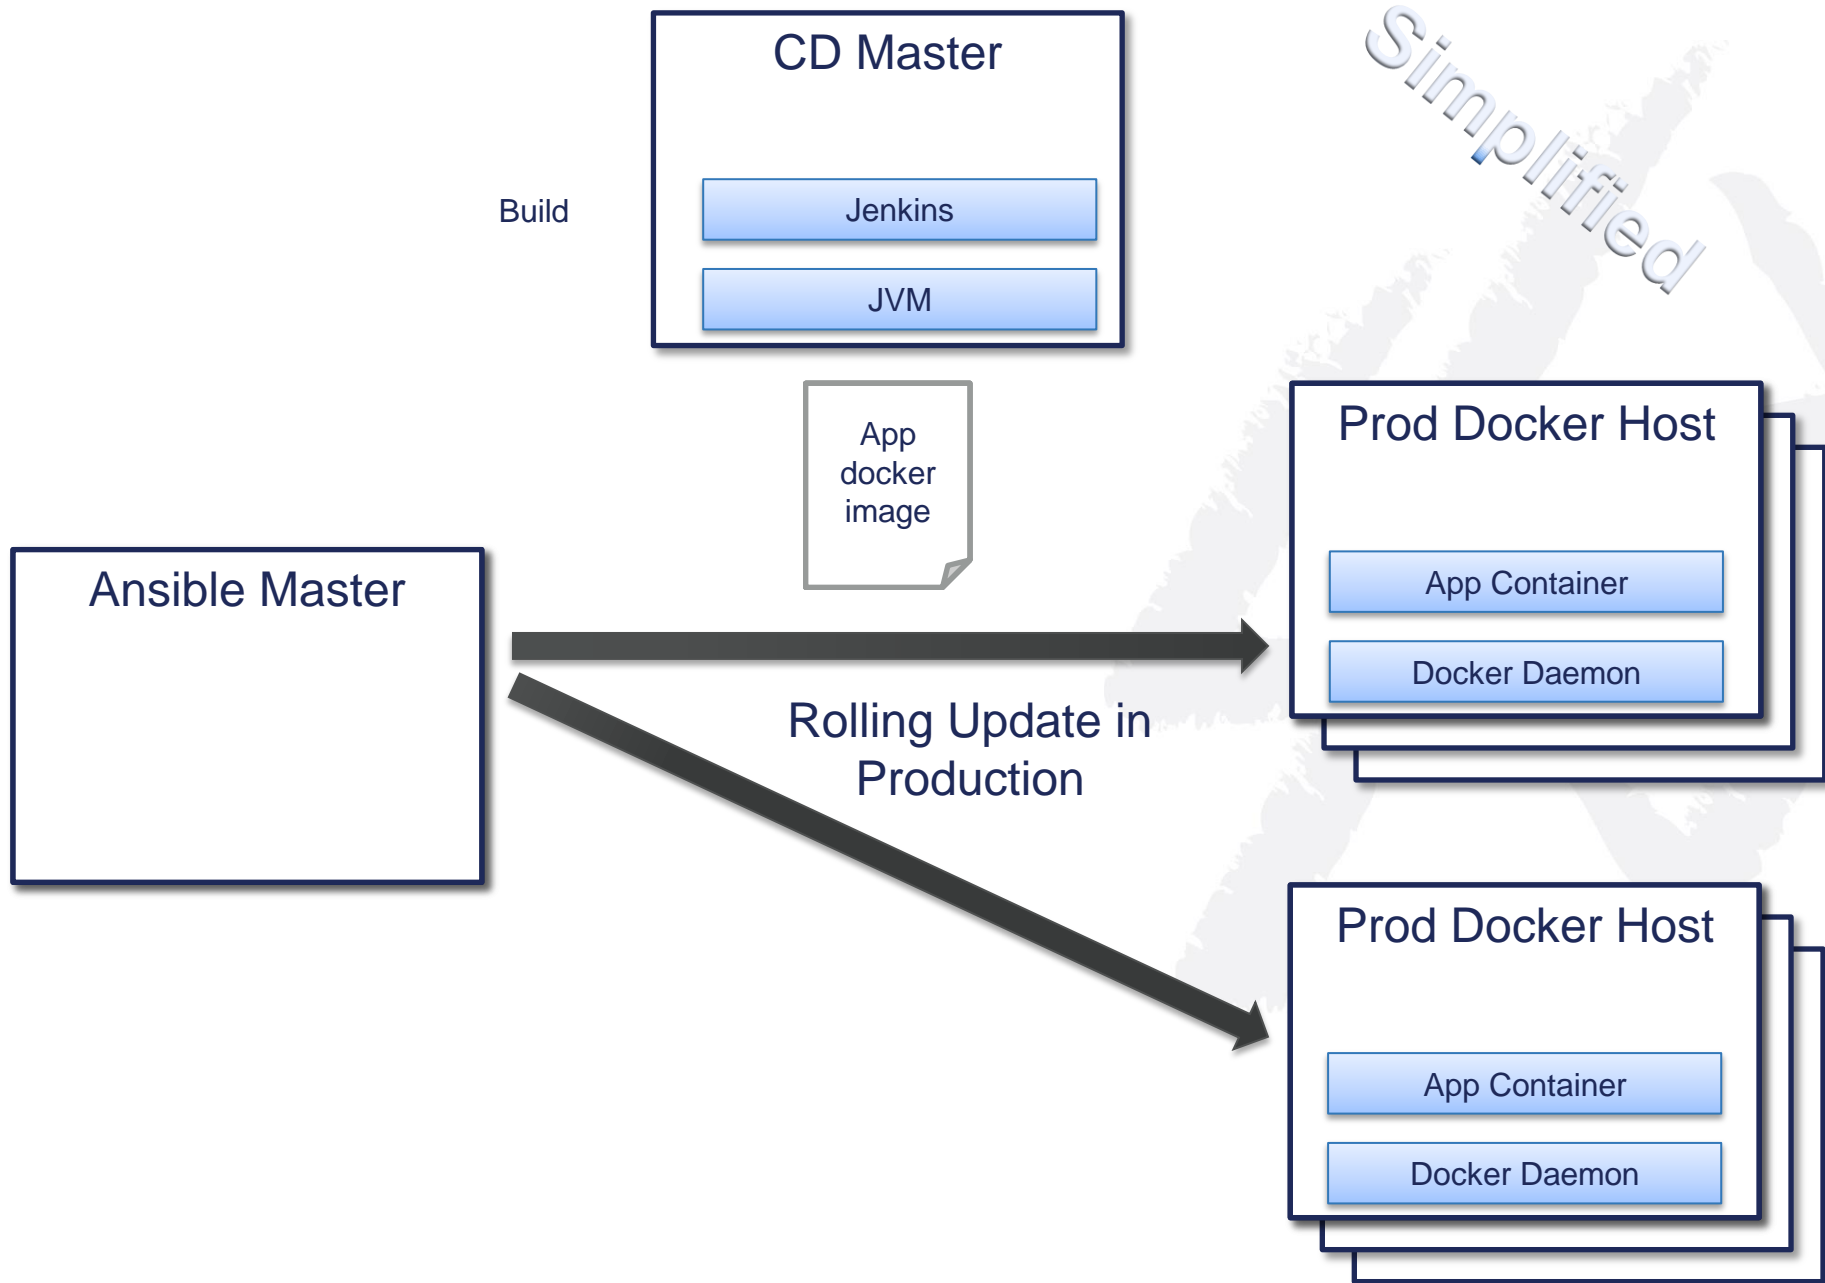 CD Master
Simplified
Build
Jenkins
JVM
App
docker
image
Prod Docker Host
App Container
Docker Daemon
Ansible Master
Rolling Update in
Production
Prod Docker Host
App Container
Docker Daemon